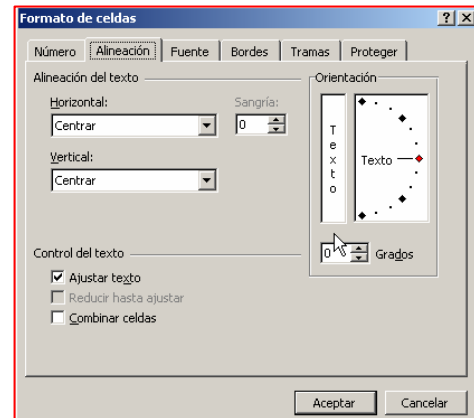 Formato de celdas
Número Alineación Fuente Bordes Tramas Proteger
Alineación del texto
Horizontal:
Centrar
Sangría:
0
Vertical:
Centrar
Orientación
T
e
x
t
o
Texto
0 Grados
Control del texto
Ajustar texto
Reducir hasta ajustar
Combinar celdas
Aceptar Cancelar